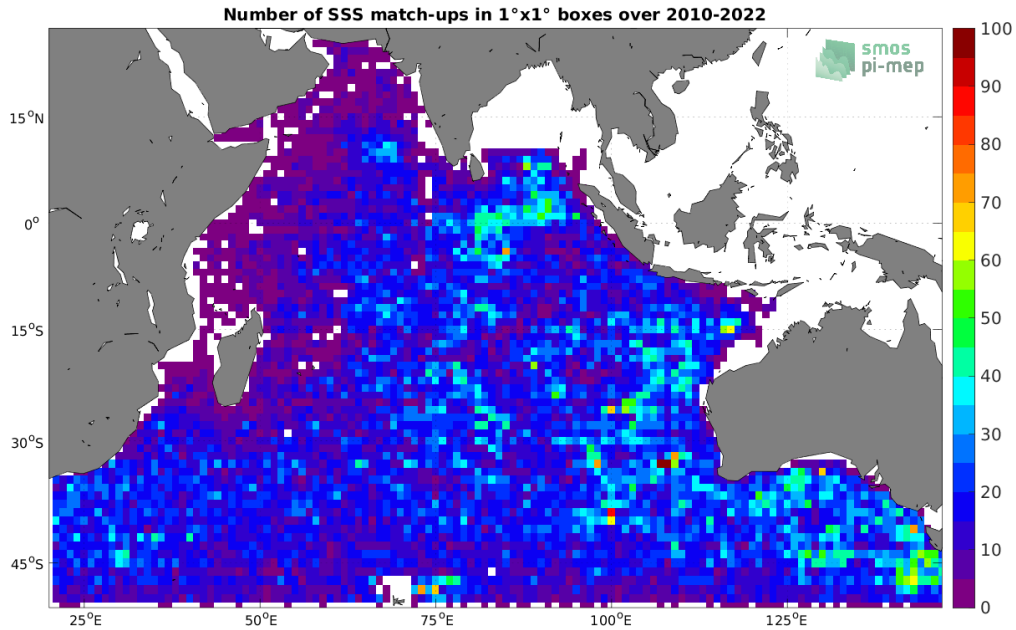 Number of SSS match-ups in 1°x1° boxes over 2010-2022
smos
pi-mep
15°N
0°
15°S
30°S
45°S
25°E
50°E
75°E
100°E
125°E
100
90
80
70
60
50
40
30
20
10
0